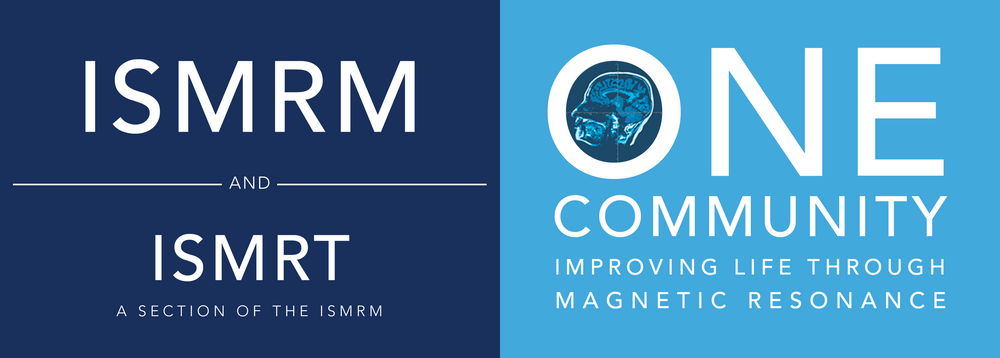 ISMRM
AND
ISMRT
A SECTION OF THE ISMRM
ONE
COMMUNITY
IMPROVING LIFE THROUGH
MAGNETIC RESONANCE